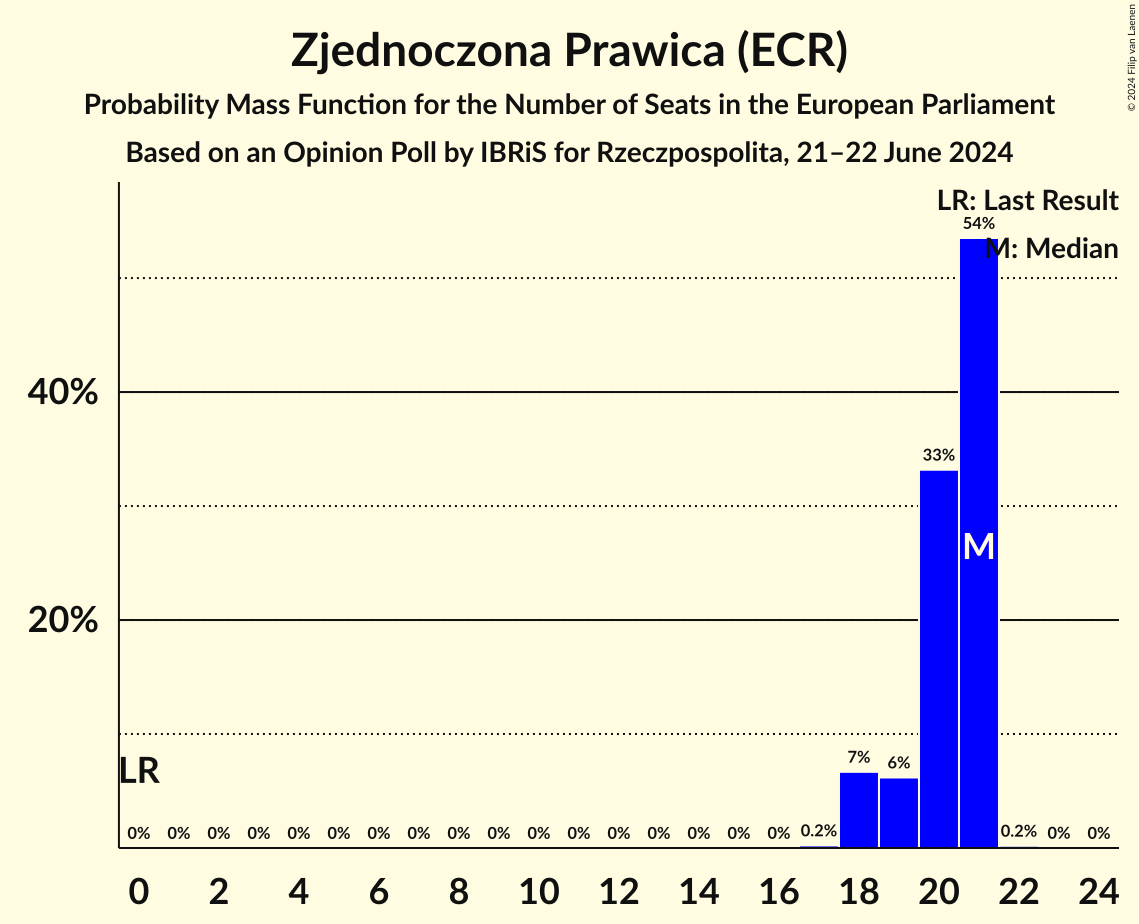 © 2024 Filip van Laenen
Zjednoczona Prawica (ECR)
Probability Mass Function for the Number of Seats in the European Parliament
Based on an Opinion Poll by IBRiS for Rzeczpospolita, 21–22 June 2024
LR: Last Result
54%
M: Median
40%
33%
M
20%
LR
7%
6%
0% 0% 0% 0% 0% 0% 0% 0% 0% 0% 0% 0% 0% 0% 0% 0% 0% 0.2% 0.2% 0% 0%
0 2 4 6 8 10 12 14 16 18 20 22 24